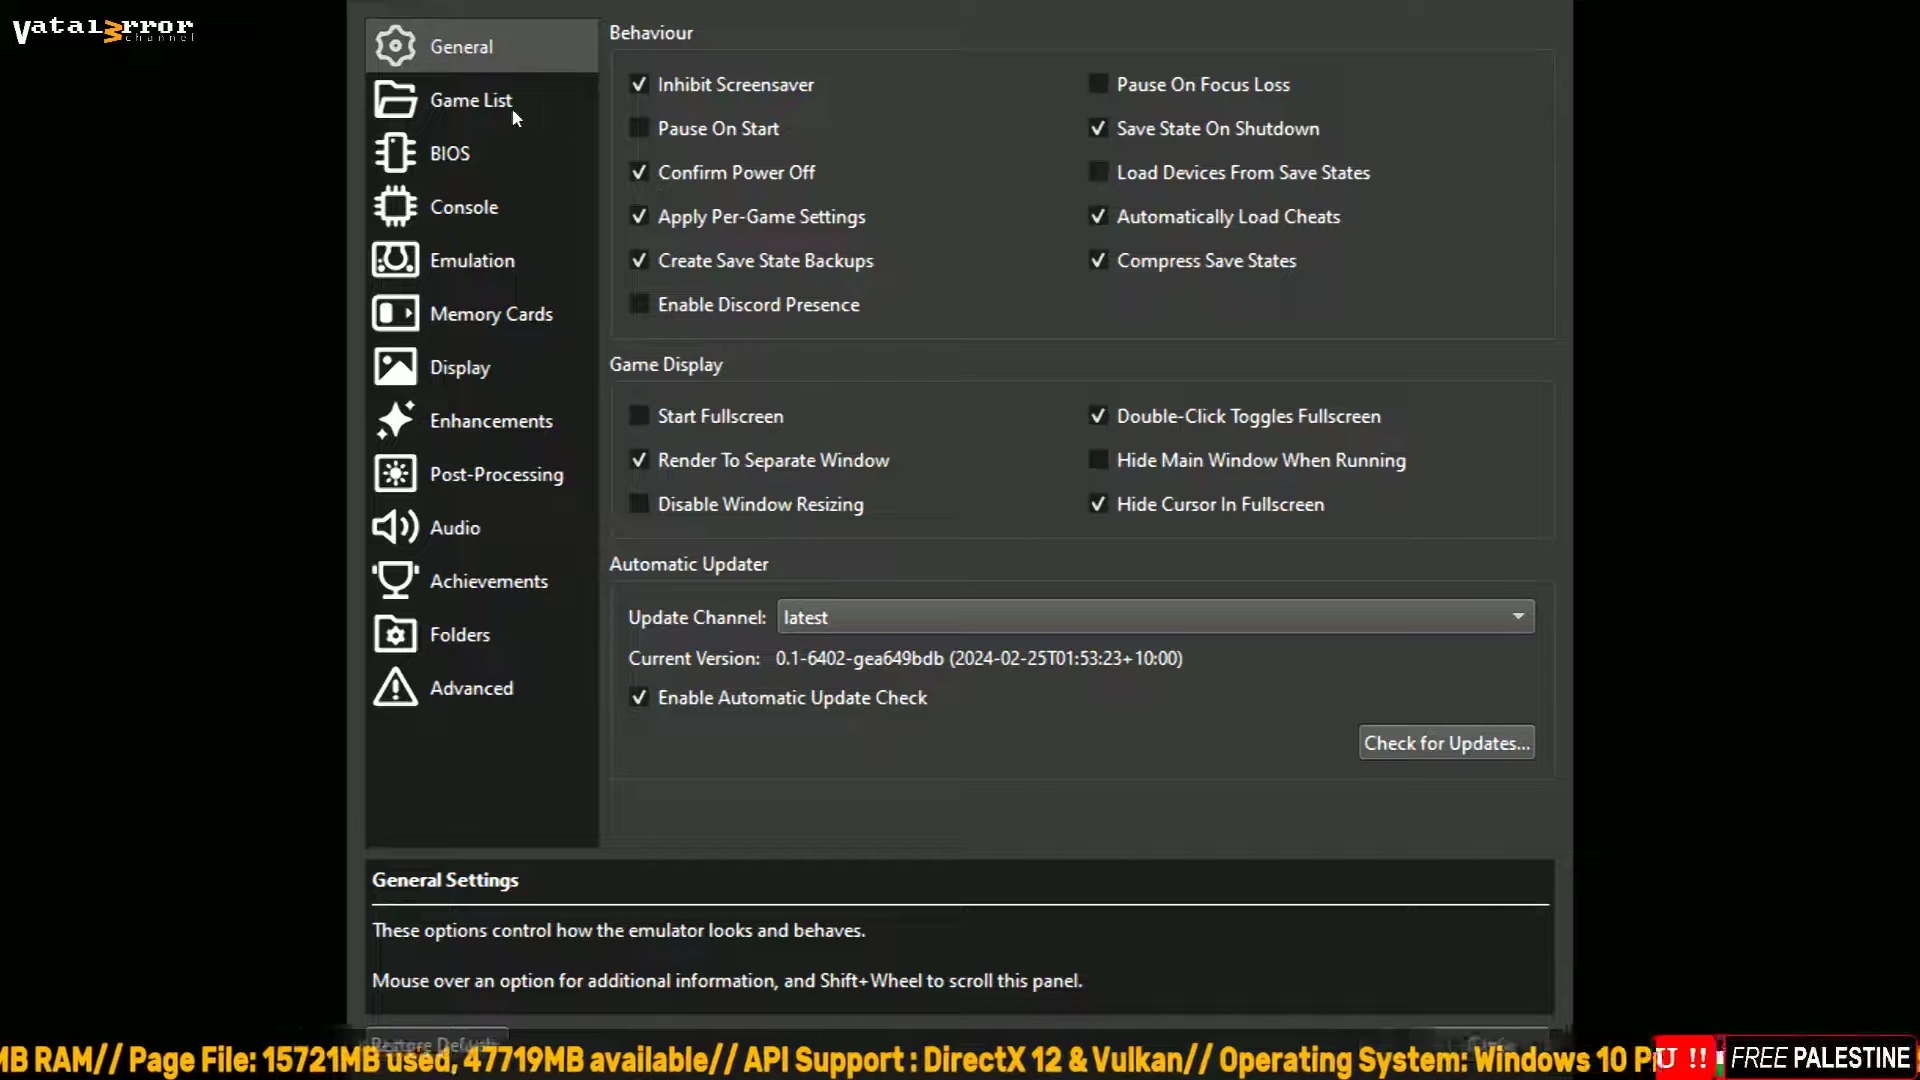 Vatal3rror
channel
General
Game List
BIOS
Console
Emulation
Memory Cards
Display
Enhancements
Post-Processing
Audio
Achievements
Folders
Advanced
Behaviour
Inhibit Screensaver
Pause On Focus Loss
Pause On Start
Save State On Shutdown
Confirm Power Off
Load Devices From Save States
Apply Per-Game Settings
Automatically Load Cheats
Create Save State Backups
Compress Save States
Enable Discord Presence
Game Display
Start Fullscreen
Double-Click Toggles Fullscreen
Render To Separate Window
Hide Main Window When Running
Disable Window Resizing
Hide Cursor In Fullscreen
Automatic Updater
Update Channel: latest
Current Version: 0.1-6402-gea649bdb (2024-02-25T01:53:23+10:00)
Enable Automatic Update Check
Check for Updates...
General Settings
These options control how the emulator looks and behaves.
Mouse over an option for additional information, and Shift+Wheel to scroll this panel.
Restore Defaults
MB RAM// Page File: 15721MB used, 47719MB available// API Support : DirectX 12 & Vulkan// Operating System: Windows 10 P
U !! FREE PALESTINE